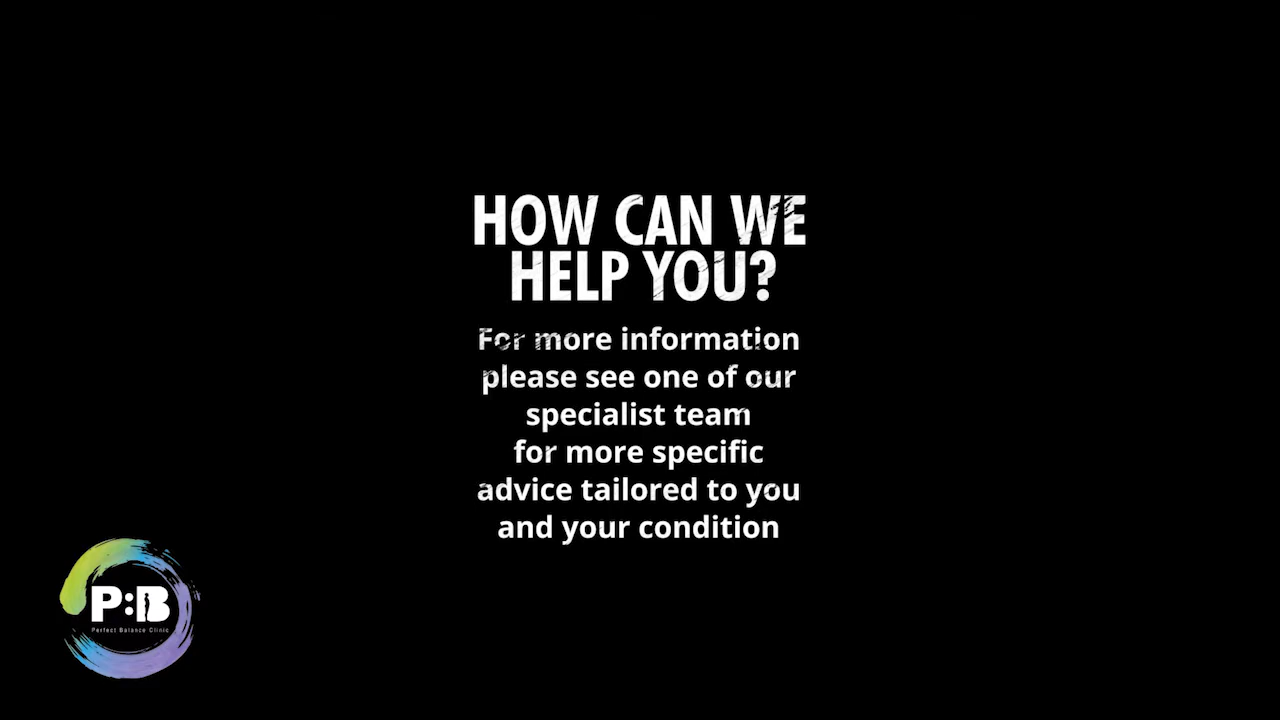 HOW CAN WE
HELP YOU?
For more information
please see one of our
specialist team
for more specific
advice tailored to you
and your condition
P:B
Perfect Balance Clinic